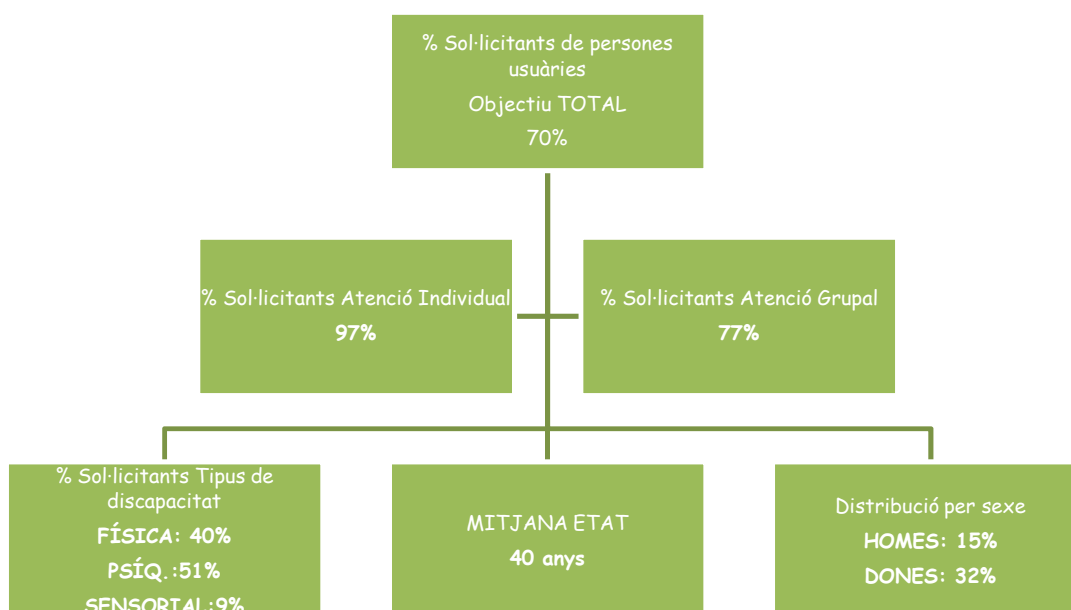 % Sol·licitants de persones
usuàries
Objectiu TOTAL
70%
% Sol·licitants Atenció Individual
97%
% Sol·licitants Atenció Grupal
77%
% Sol·licitants Tipus de
discapacitat
FÍSICA: 40%
PSÍQ.:51%
SENSORIAL:9%
MITJANA ETAT
40 anys
Distribució per sexe
HOMES: 15%
DONES: 32%